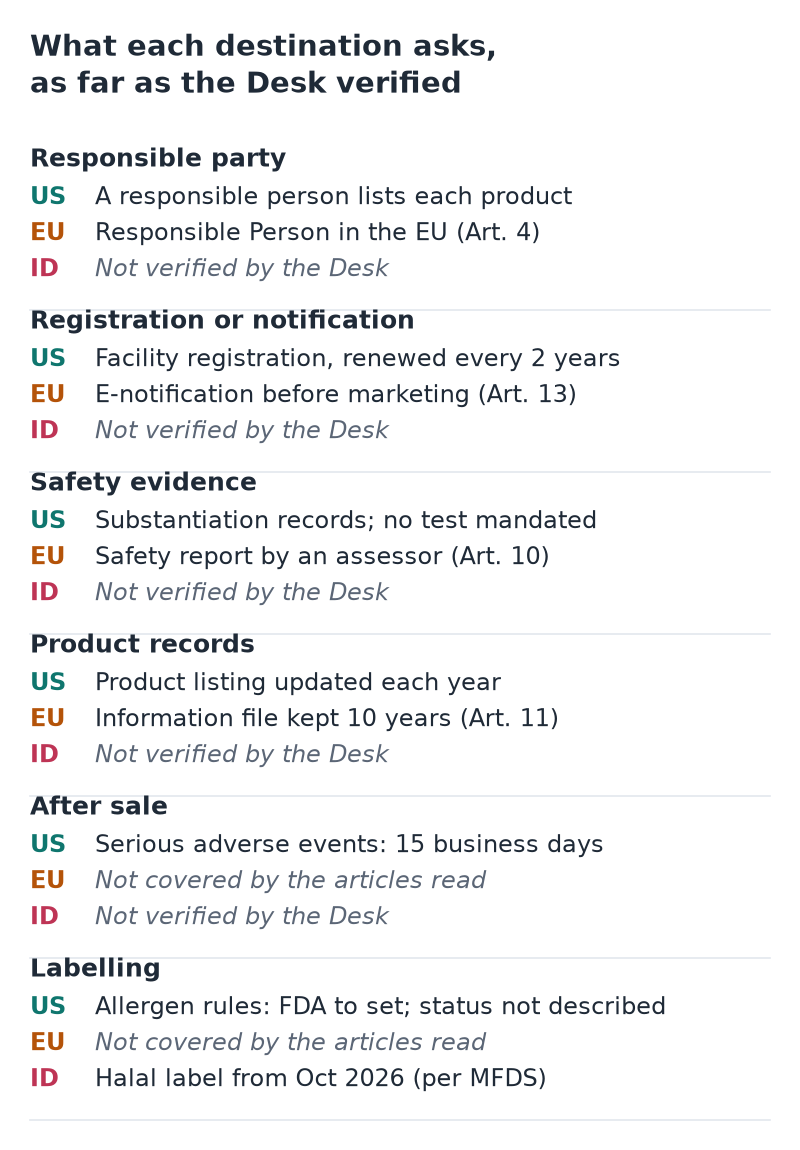 What each destination asks,
as far as the Desk verified
Responsible party
US A responsible person lists each product
EU Responsible Person in the EU (Art. 4)
ID Not verified by the Desk
Registration or notification
US Facility registration, renewed every 2 years
EU E-notification before marketing (Art. 13)
ID Not verified by the Desk
Safety evidence
US Substantiation records; no test mandated
EU Safety report by an assessor (Art. 10)
ID Not verified by the Desk
Product records
US Product listing updated each year
EU Information file kept 10 years (Art. 11)
ID Not verified by the Desk
After sale
US Serious adverse events: 15 business days
EU Not covered by the articles read
ID Not verified by the Desk
Labelling
US Allergen rules: FDA to set; status not described
EU Not covered by the articles read
ID Halal label from Oct 2026 (per MFDS)